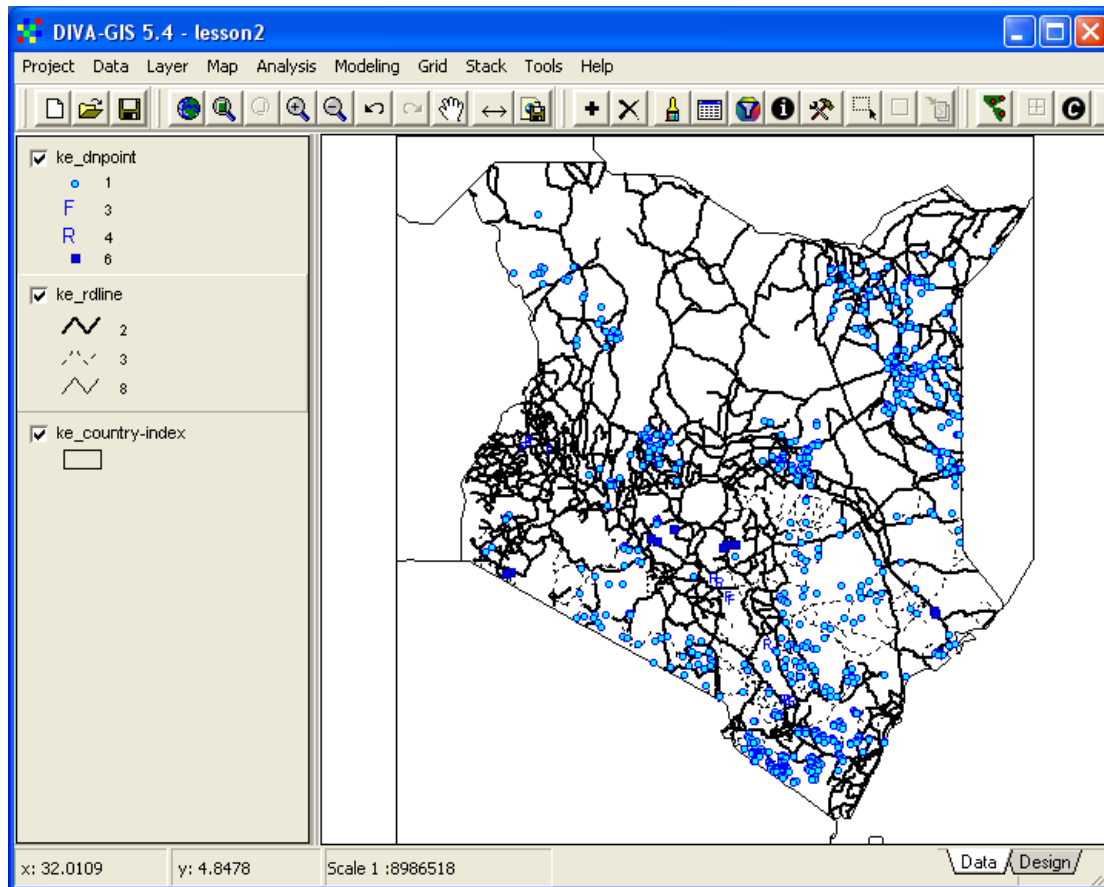 DIVA-GIS 5.4 - lesson2
Project Data Layer Map Analysis Modeling Grid Stack Tools Help
ke_dnpoint
1
F 3
R 4
6
ke_rdline
2
3
8
ke_country-index
R
x: 32.0109 y: 4.8478 Scale 1 :8986518 Data Design